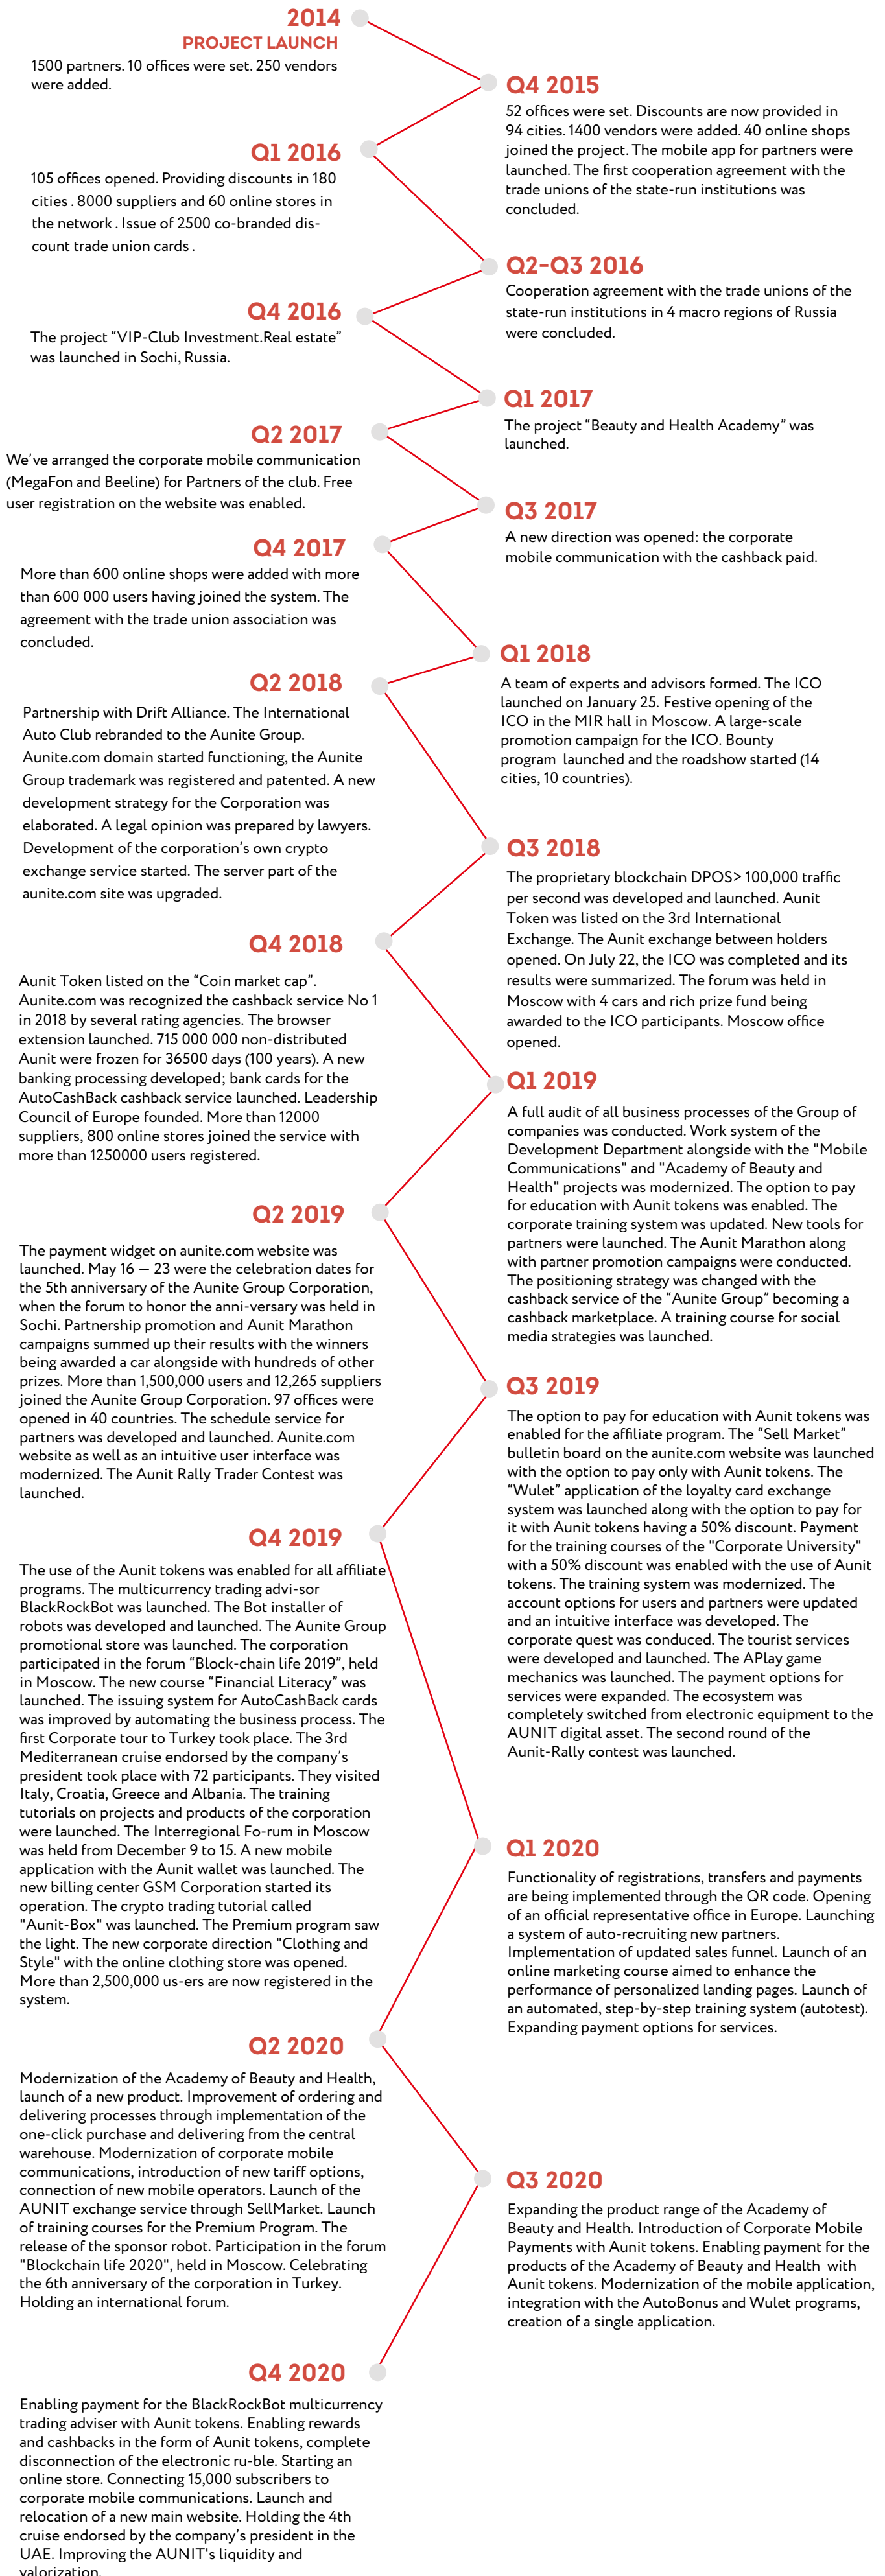 2014
PROJECT LAUNCH
1500 partners. 10 offices were set. 250 vendors
were added.
Q4 2015
52 offices were set. Discounts are now provided in
94 cities. 1400 vendors were added. 40 online shops
joined the project. The mobile app for partners were
launched. The first cooperation agreement with the
trade unions of the state-run institutions was
concluded.
Q1 2016
105 offices opened. Providing discounts in 180
cities . 8000 suppliers and 60 online stores in
the network . Issue of 2500 co-branded dis-
count trade union cards .
Q2-Q3 2016
Cooperation agreement with the trade unions of the
state-run institutions in 4 macro regions of Russia
were concluded.
Q4 2016
The project “VIP-Club Investment.Real estate”
was launched in Sochi, Russia.
Q1 2017
The project “Beauty and Health Academy” was
launched.
Q2 2017
We’ve arranged the corporate mobile communication
(MegaFon and Beeline) for Partners of the club. Free
user registration on the website was enabled.
Q3 2017
A new direction was opened: the corporate
mobile communication with the cashback paid.
Q4 2017
More than 600 online shops were added with more
than 600 000 users having joined the system. The
agreement with the trade union association was
concluded.
Q1 2018
A team of experts and advisors formed. The ICO
launched on January 25. Festive opening of the
ICO in the MIR hall in Moscow. A large-scale
promotion campaign for the ICO. Bounty
program  launched and the roadshow started (14
cities, 10 countries).
Q2 2018
Partnership with Drift Alliance. The International
Auto Club rebranded to the Aunite Group.
Aunite.com domain started functioning, the Aunite
Group trademark was registered and patented. A new
development strategy for the Corporation was
elaborated. A legal opinion was prepared by lawyers.
Development of the corporation’s own crypto
exchange service started. The server part of the
aunite.com site was upgraded.
Q3 2018
The proprietary blockchain DPOS> 100,000 traffic
per second was developed and launched. Aunit
Token was listed on the 3rd International
Exchange. The Aunit exchange between holders
opened. On July 22, the ICO was completed and its
results were summarized. The forum was held in
Moscow with 4 cars and rich prize fund being
awarded to the ICO participants. Moscow office
opened.
Q4 2018
Aunit Token listed on the “Coin market cap”.
Aunite.com was recognized the cashback service No 1
in 2018 by several rating agencies. The browser
extension launched. 715 000 000 non-distributed
Aunit were frozen for 36500 days (100 years). A new
banking processing developed; bank cards for the
AutoCashBack cashback service launched. Leadership
Council of Europe founded. More than 12000
suppliers, 800 online stores joined the service with
more than 1250000 users registered.
Q1 2019
A full audit of all business processes of the Group of
companies was conducted. Work system of the
Development Department alongside with the "Mobile
Communications" and "Academy of Beauty and
Health" projects was modernized. The option to pay
for education with Aunit tokens was enabled. The
corporate training system was updated. New tools for
partners were launched. The Aunit Marathon along
with partner promotion campaigns were conducted.
The positioning strategy was changed with the
cashback service of the “Aunite Group” becoming a
cashback marketplace. A training course for social
media strategies was launched.
Q2 2019
The payment widget on aunite.com website was
launched. May 16 — 23 were the celebration dates for
the 5th anniversary of the Aunite Group Corporation,
when the forum to honor the anni-versary was held in
Sochi. Partnership promotion and Aunit Marathon
campaigns summed up their results with the winners
being awarded a car alongside with hundreds of other
prizes. More than 1,500,000 users and 12,265 suppliers
joined the Aunite Group Corporation. 97 offices were
opened in 40 countries. The schedule service for
partners was developed and launched. Aunite.com
website as well as an intuitive user interface was
modernized. The Aunit Rally Trader Contest was
launched.
Q3 2019
The option to pay for education with Aunit tokens was
enabled for the affiliate program. The “Sell Market”
bulletin board on the aunite.com website was launched
with the option to pay only with Aunit tokens. The
“Wulet” application of the loyalty card exchange
system was launched along with the option to pay for
it with Aunit tokens having a 50% discount. Payment
for the training courses of the "Corporate University"
with a 50% discount was enabled with the use of Aunit
tokens. The training system was modernized. The
account options for users and partners were updated
and an intuitive interface was developed. The
corporate quest was conduced. The tourist services
were developed and launched. The APlay game
mechanics was launched. The payment options for
services were expanded. The ecosystem was
completely switched from electronic equipment to the
AUNIT digital asset. The second round of the
Aunit-Rally contest was launched.
Q4 2019
The use of the Aunit tokens was enabled for all affiliate
programs. The multicurrency trading advi-sor
BlackRockBot was launched. The Bot installer of
robots was developed and launched. The Aunite Group
promotional store was launched. The corporation
participated in the forum “Block-chain life 2019”, held
in Moscow. The new course “Financial Literacy” was
launched. The issuing system for AutoCashBack cards
was improved by automating the business process. The
first Corporate tour to Turkey took place. The 3rd
Mediterranean cruise endorsed by the company’s
president took place with 72 participants. They visited
Italy, Croatia, Greece and Albania. The training
tutorials on projects and products of the corporation
were launched. The Interregional Fo-rum in Moscow
was held from December 9 to 15. A new mobile
application with the Aunit wallet was launched. The
new billing center GSM Corporation started its
operation. The crypto trading tutorial called
"Aunit-Box" was launched. The Premium program saw
the light. The new corporate direction "Clothing and
Style" with the online clothing store was opened.
More than 2,500,000 us-ers are now registered in the
system.
Q1 2020
Functionality of registrations, transfers and payments
are being implemented through the QR code. Opening
of an official representative office in Europe. Launching
a system of auto-recruiting new partners.
Implementation of updated sales funnel. Launch of an
online marketing course aimed to enhance the
performance of personalized landing pages. Launch of
an automated, step-by-step training system (autotest).
Expanding payment options for services.
Q2 2020
Modernization of the Academy of Beauty and Health,
launch of a new product. Improvement of ordering and
delivering processes through implementation of the
one-click purchase and delivering from the central
warehouse. Modernization of corporate mobile
communications, introduction of new tariff options,
connection of new mobile operators. Launch of the
AUNIT exchange service through SellMarket. Launch
of training courses for the Premium Program. The
release of the sponsor robot. Participation in the forum
"Blockchain life 2020", held in Moscow. Celebrating
the 6th anniversary of the corporation in Turkey.
Holding an international forum.
Q3 2020
Expanding the product range of the Academy of
Beauty and Health. Introduction of Corporate Mobile
Payments with Aunit tokens. Enabling payment for the
products of the Academy of Beauty and Health  with
Aunit tokens. Modernization of the mobile application,
integration with the AutoBonus and Wulet programs,
creation of a single application.
Q4 2020
Enabling payment for the BlackRockBot multicurrency
trading adviser with Aunit tokens. Enabling rewards
and cashbacks in the form of Aunit tokens, complete
disconnection of the electronic ru-ble. Starting an
online store. Connecting 15,000 subscribers to
corporate mobile communications. Launch and
relocation of a new main website. Holding the 4th
cruise endorsed by the company’s president in the
UAE. Improving the AUNIT's liquidity and
valorization.